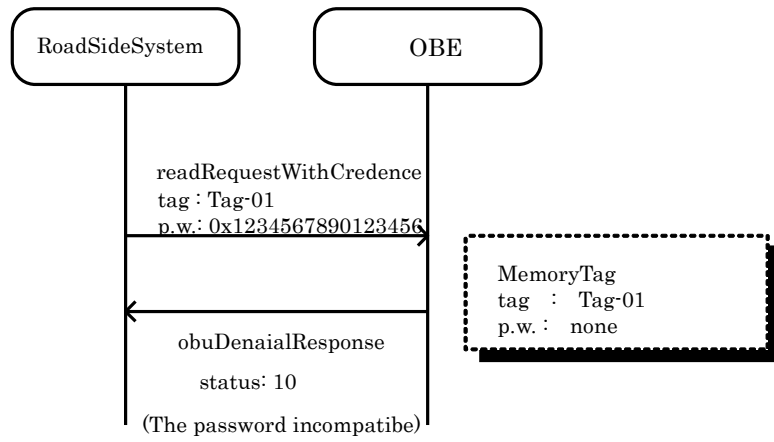 RoadSideSystem
OBE
readRequestWithCredence
tag : Tag-01
p.w.: 0x1234567890123456
MemoryTag
tag : Tag-01
p.w. : none
obuDenaialResponse
status: 10
(The password incompatibe)